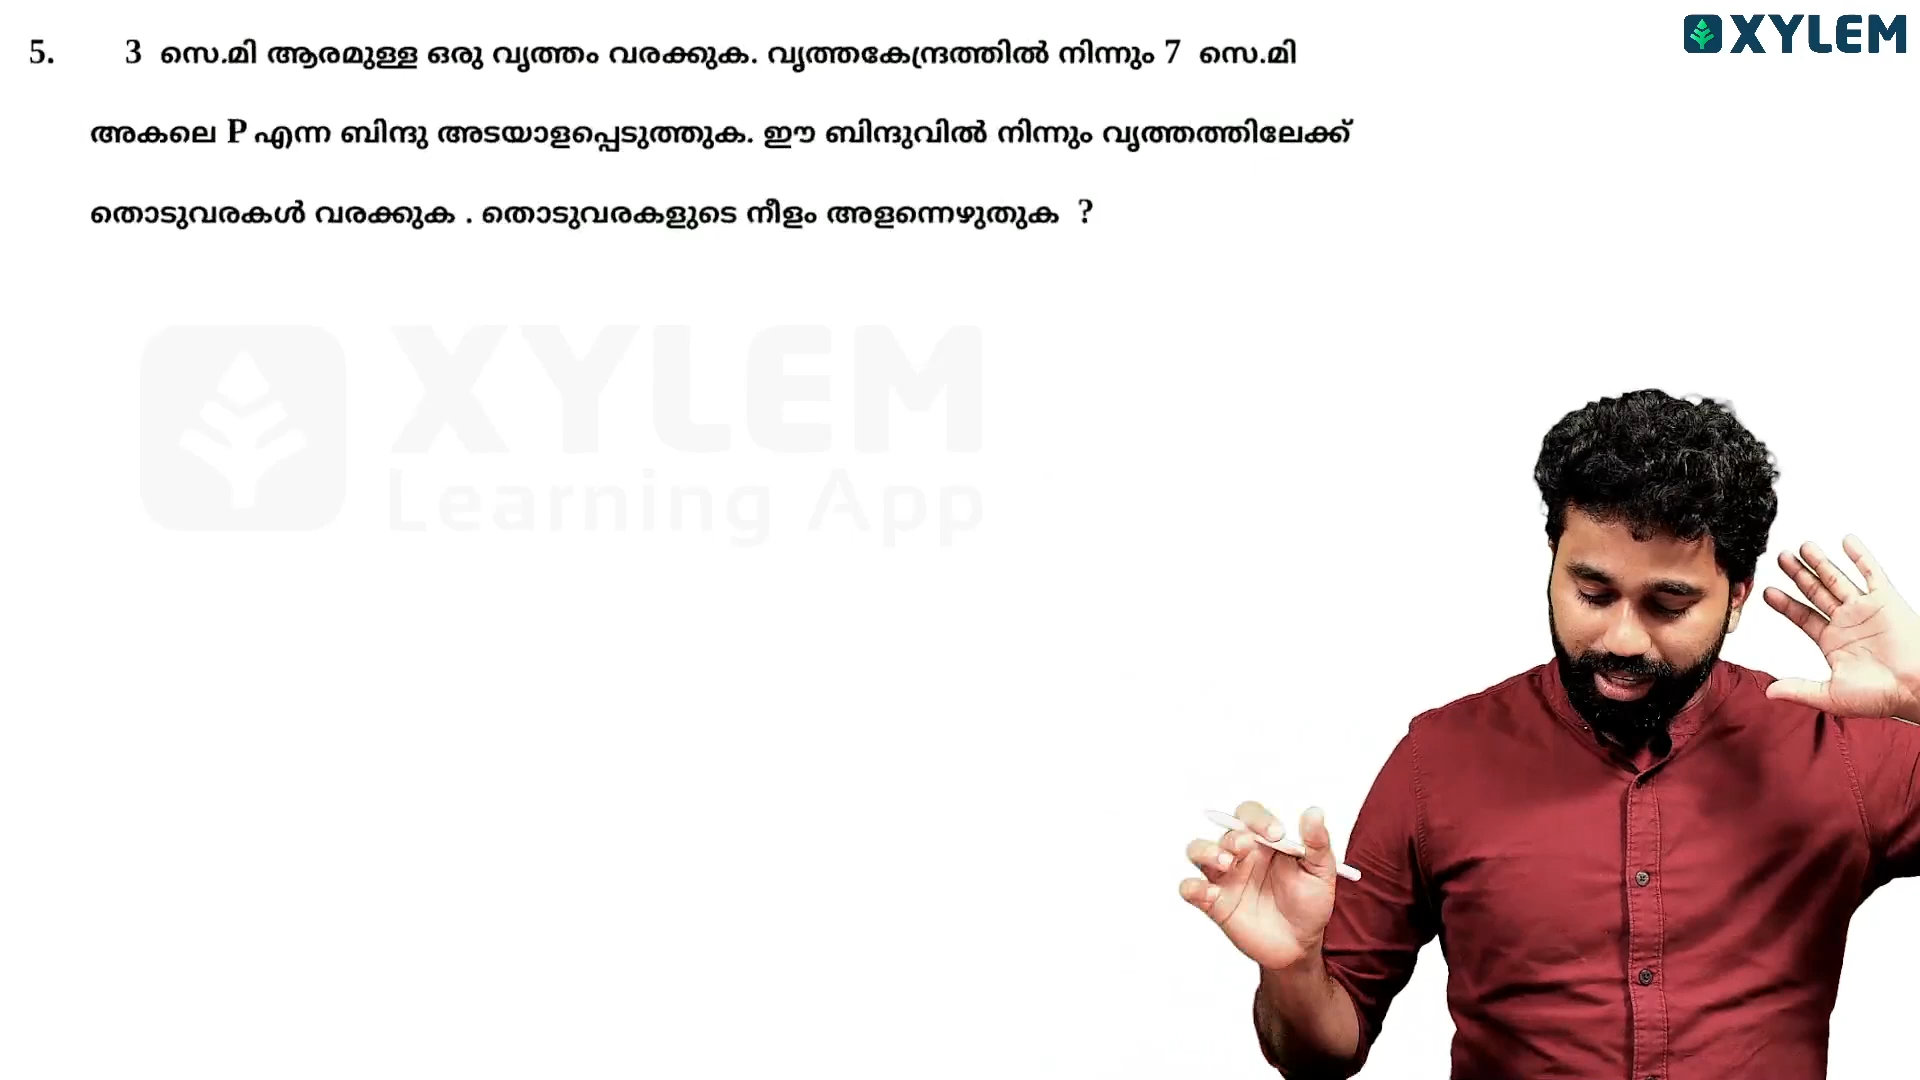 XYLEM
5. 3 സെ.മി ആരമുള്ള ഒരു വൃത്തം വരക്കുക. വൃത്തകേന്ദ്രത്തിൽ നിന്നും 7 സെ.മി
അകലെ P എന്ന ബിന്ദു അടയാളപ്പെടുത്തുക. ഈ ബിന്ദുവിൽ നിന്നും വൃത്തത്തിലേക്ക്
തൊടുവരകൾ വരക്കുക . തൊടുവരകളുടെ നീളം അളന്നെഴുതുക ?
XYLEM
Learning App